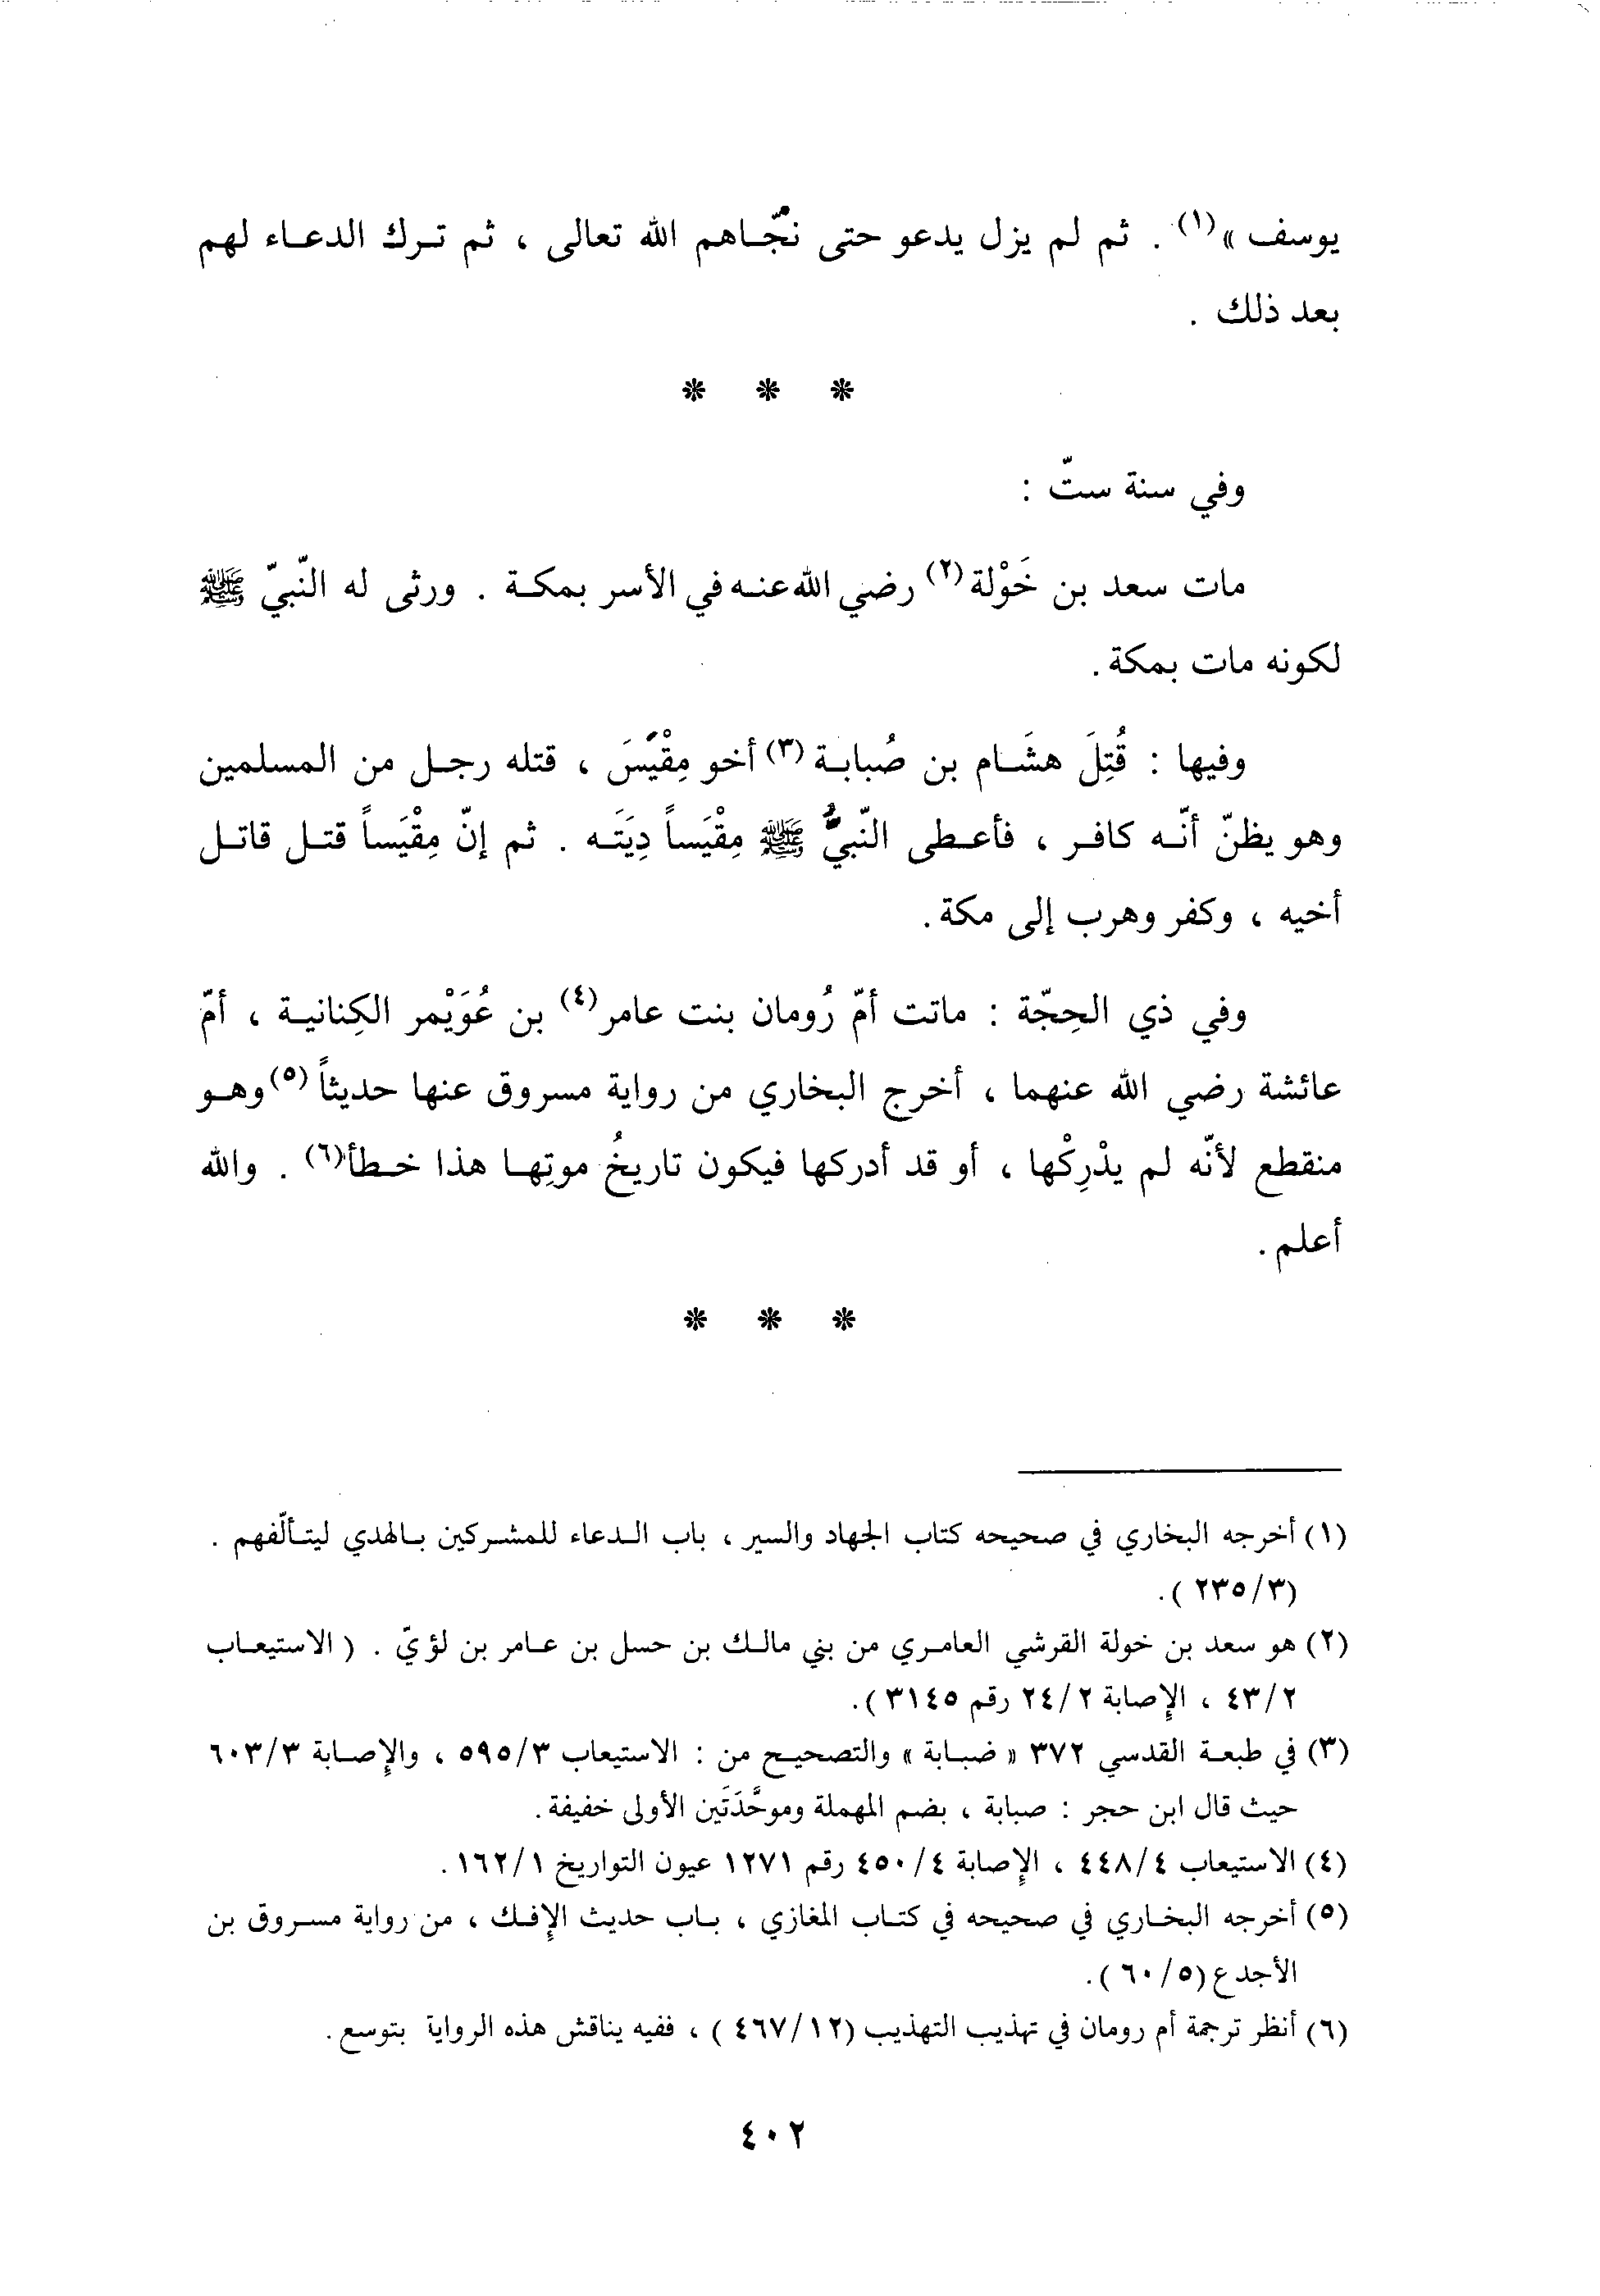 يوسف »(١) . ثم لم يزل يدعو حتى نجّاهم الله تعالى ، ثم ترك الدعاء لهم
بعد ذلك .
* * *
وفي سنة ستّ :
مات سعد بن خَوْلة(٢) رضي الله عنه في الأسر بمكة . ورثى له النّبيّ ﷺ
لكونه مات بمكة .
وفيها : قُتِلَ هشَام بن صُبابة(٣) أخو مِقْيَسَ ، قتله رجل من المسلمين
وهو يظنّ أنّه كافر ، فأعطى النّبيُّ ﷺ مِقْيَساً دِيَتَه . ثم إنّ مِقْيَساً قتل قاتل
أخيه ، وكفر وهرب إلى مكة .
وفي ذي الحِجّة : ماتت أمّ رُومان بنت عامر(٤) بن عُوَيْمر الكِنانية ، أمّ
عائشة رضي الله عنهما ، أخرج البخاري من رواية مسروق عنها حديثاً(٥) وهو
منقطع لأنّه لم يدْرِكْها ، أو قد أدركها فيكون تاريخُ موتِها هذا خطأ(٦) . والله
أعلم .
* * *
(١) أخرجه البخاري في صحيحه كتاب الجهاد والسير ، باب الدعاء للمشركين بالهدي ليتألّفهم .
(٢٣٥/٣ ) .
(٢) هو سعد بن خولة القرشي العامري من بني مالك بن حسل بن عامر بن لؤيّ . ( الاستيعاب
٤٣/٢ ، الإصابة ٢٤/٢ رقم ٣١٤٥ ) .
(٣) في طبعة القدسي ٣٧٢ « ضبابة » والتصحيح من : الاستيعاب ٥٩٥/٣ ، والإصابة ٦٠٣/٣
حيث قال ابن حجر : صبابة ، بضم المهملة وموحَّدَتَين الأولى خفيفة .
(٤) الاستيعاب ٤٤٨/٤ ، الإصابة ٤٥٠/٤ رقم ١٢٧١ عيون التواريخ ١٦٢/١ .
(٥) أخرجه البخاري في صحيحه في كتاب المغازي ، باب حديث الإفك ، من رواية مسروق بن
الأجدع (٦٠/٥ ) .
(٦) أنظر ترجمة أم رومان في تهذيب التهذيب (٤٦٧/١٢ ) ، ففيه يناقش هذه الرواية بتوسع .
٤٠٢